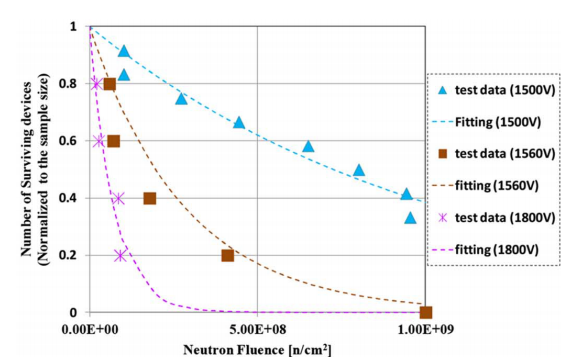 Number of Surviving devices
(Normalized to the sample size)
1
0.8
0.6
0.4
0.2
0
0.00E+00
5.00E+08
1.00E+09
Neutron Fluence [n/cm²]
test data (1500V)
Fitting (1500V)
test data (1560V)
fitting (1560V)
test data (1800V)
fitting (1800V)